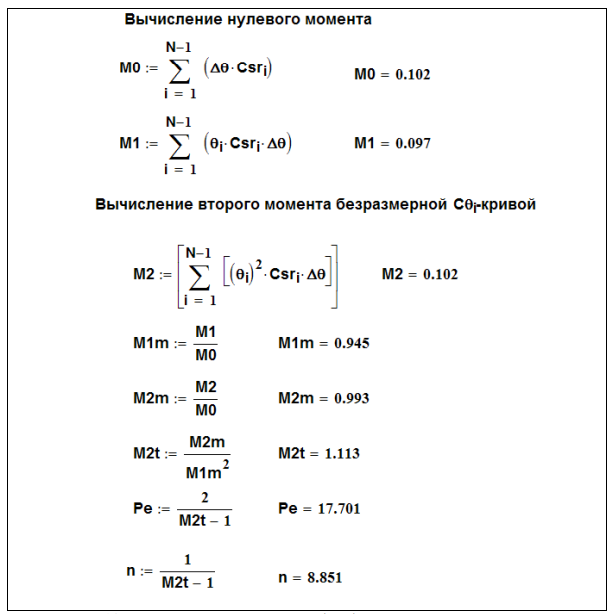 Вычисление нулевого момента
M0 := ∑_{i = 1}^{N−1} (Δθ·Csr_i) M0 = 0.102
M1 := ∑_{i = 1}^{N−1} (θ_i·Csr_i·Δθ) M1 = 0.097
Вычисление второго момента безразмерной Cθ_i-кривой
M2 := [∑_{i = 1}^{N−1} [(θ_i)^2·Csr_i·Δθ]] M2 = 0.102
M1m := M1/M0 M1m = 0.945
M2m := M2/M0 M2m = 0.993
M2t := M2m/M1m^2 M2t = 1.113
Pe := 2/(M2t − 1) Pe = 17.701
n := 1/(M2t − 1) n = 8.851